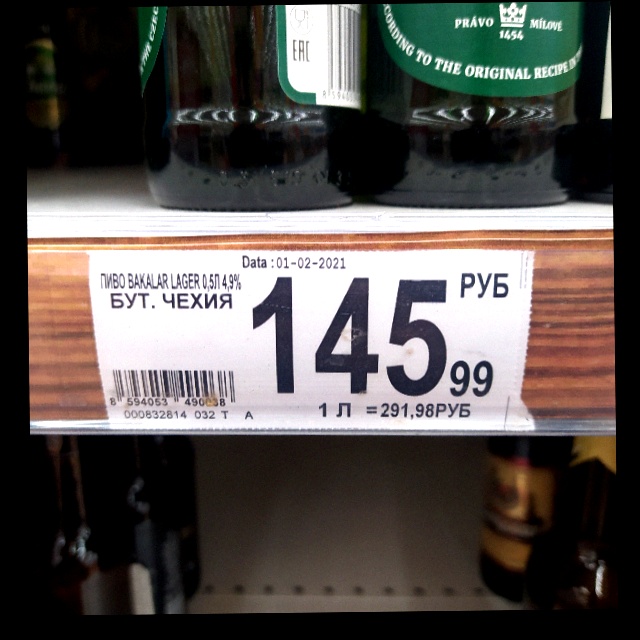 PRÁVO MÍLOVÉ
1454
CORDING TO THE ORIGINAL RECIPE
EAC
Data : 01-02-2021
ПИВО BAKALAR LAGER 0,5Л 4,9%
БУТ. ЧЕХИЯ
145 99 РУБ
8 594053 490038
000832814 032 T A
1 Л =291,98РУБ